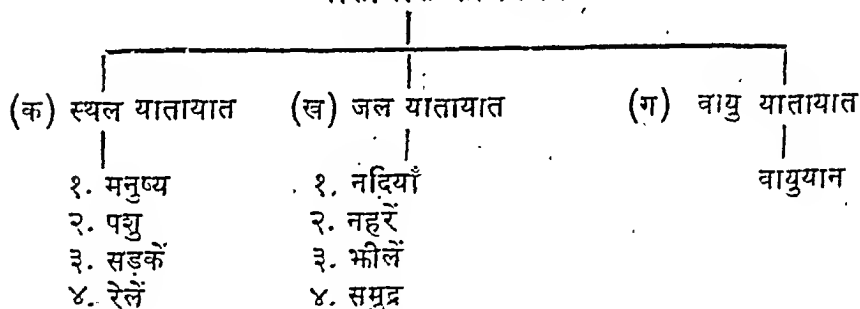 (क) स्थल यातायात (ख) जल यातायात (ग) वायु यातायात
१. मनुष्य १. नदियाँ वायुयान
२. पशु २. नहरें
३. सड़कें ३. झीलें
४. रेलें ४. समुद्र